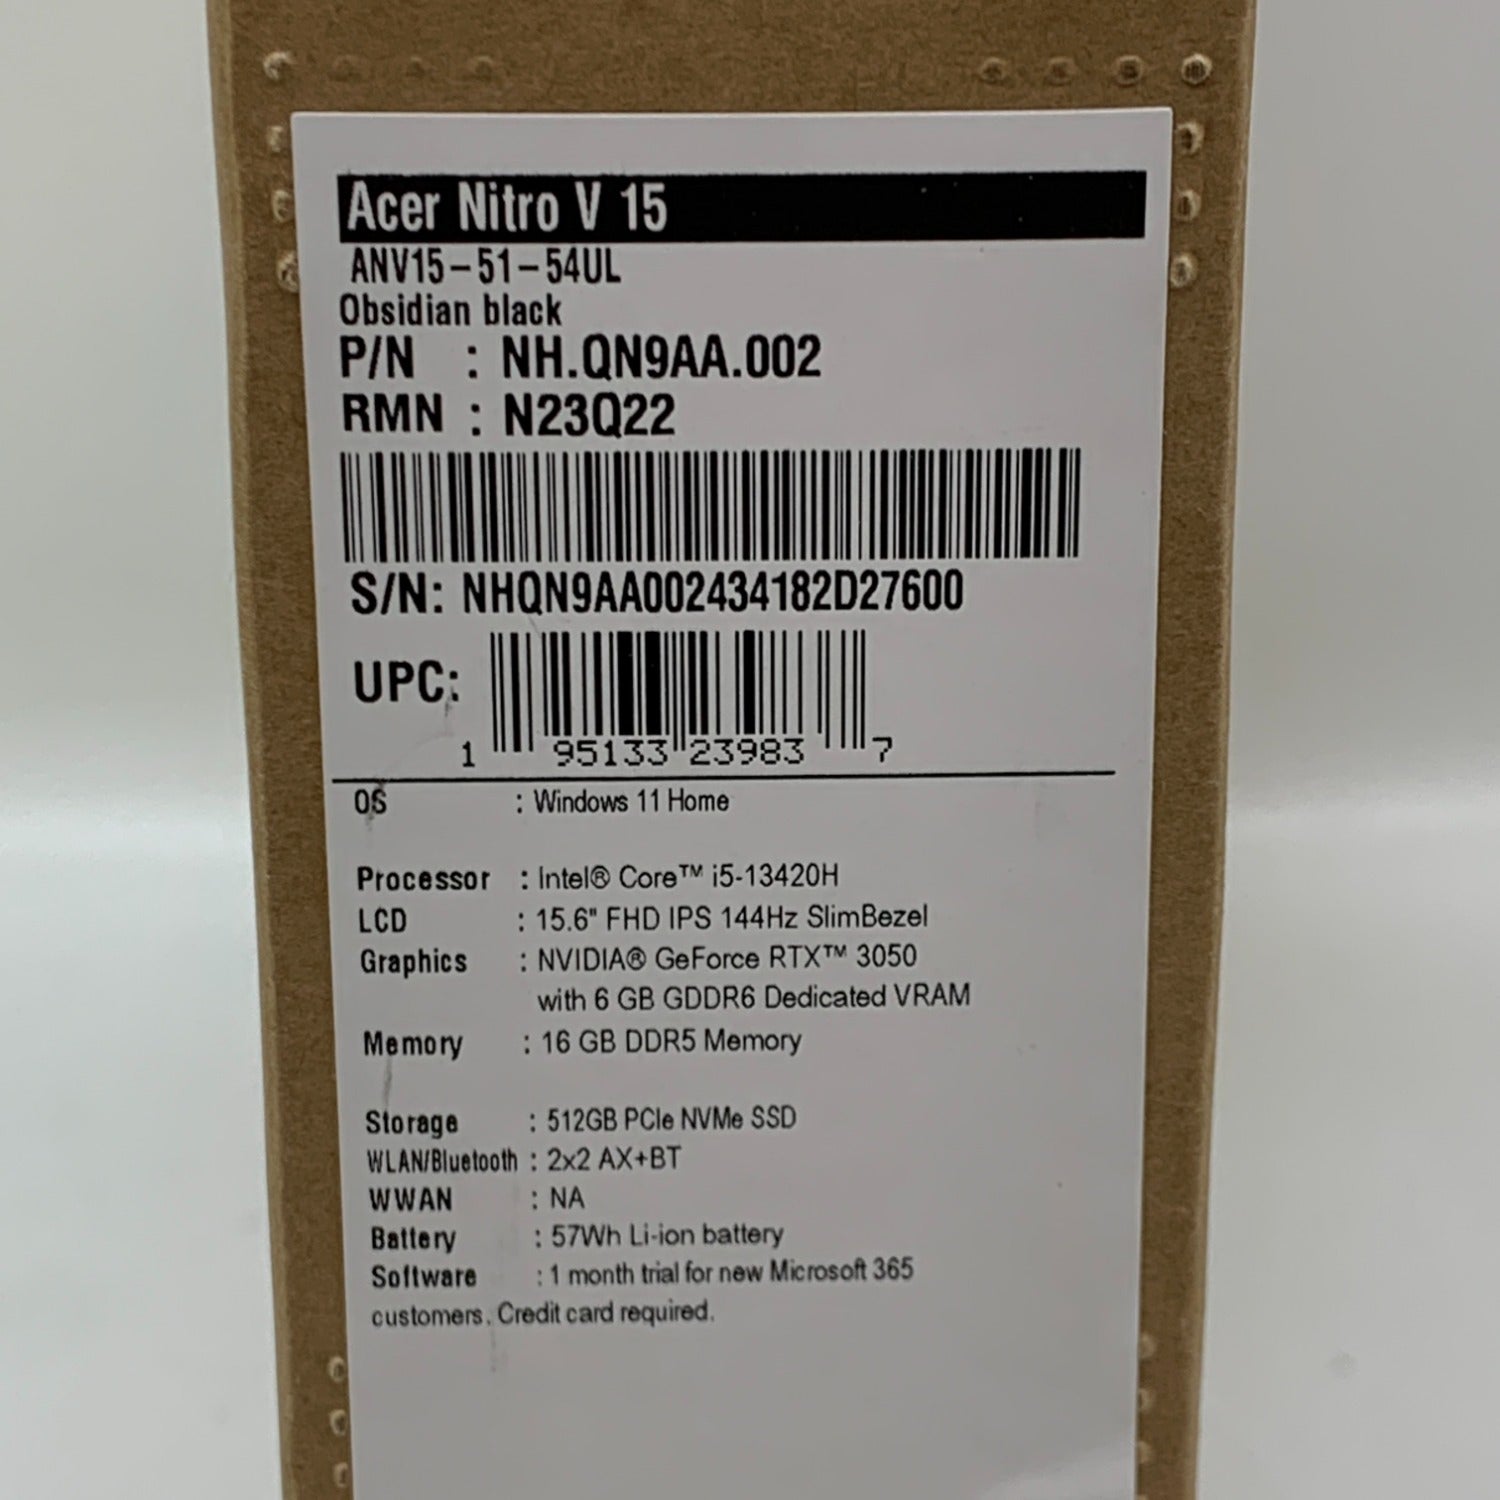 Acer Nitro V 15
ANV15-51-54UL
Obsidian black
P/N : NH.QN9AA.002
RMN : N23Q22
S/N: NHQN9AA002434182D27600
UPC:
1 95133 23983 7
OS : Windows 11 Home
Processor : Intel® Core™ i5-13420H
LCD : 15.6" FHD IPS 144Hz SlimBezel
Graphics : NVIDIA® GeForce RTX™ 3050
with 6 GB GDDR6 Dedicated VRAM
Memory : 16 GB DDR5 Memory
Storage : 512GB PCIe NVMe SSD
WLAN/Bluetooth : 2x2 AX+BT
WWAN : NA
Battery : 57Wh Li-ion battery
Software : 1 month trial for new Microsoft 365
customers. Credit card required.